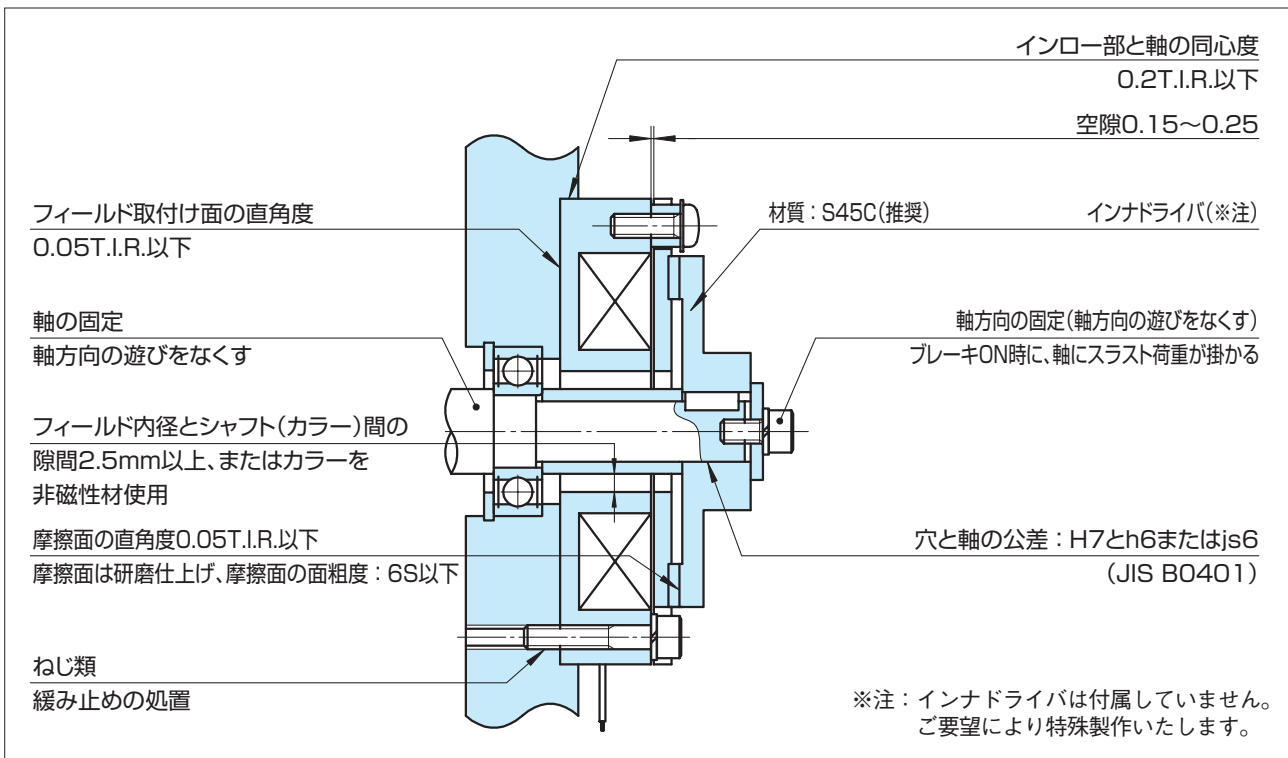 インロー部と軸の同心度
0.2T.I.R.以下
空隙0.15～0.25
フィールド取付け面の直角度
0.05T.I.R.以下
材質：S45C（推奨）
インナドライバ（※注）
軸の固定
軸方向の遊びをなくす
軸方向の固定（軸方向の遊びをなくす）
ブレーキON時に、軸にスラスト荷重が掛かる
フィールド内径とシャフト（カラー）間の
隙間2.5mm以上、またはカラーを
非磁性材使用
摩擦面の直角度0.05T.I.R.以下
摩擦面は研磨仕上げ、摩擦面の面粗度：6S以下
穴と軸の公差：H7とh6またはjs6
（JIS B0401）
ねじ類
緩み止めの処置
※注：インナドライバは付属していません。
ご要望により特殊製作いたします。